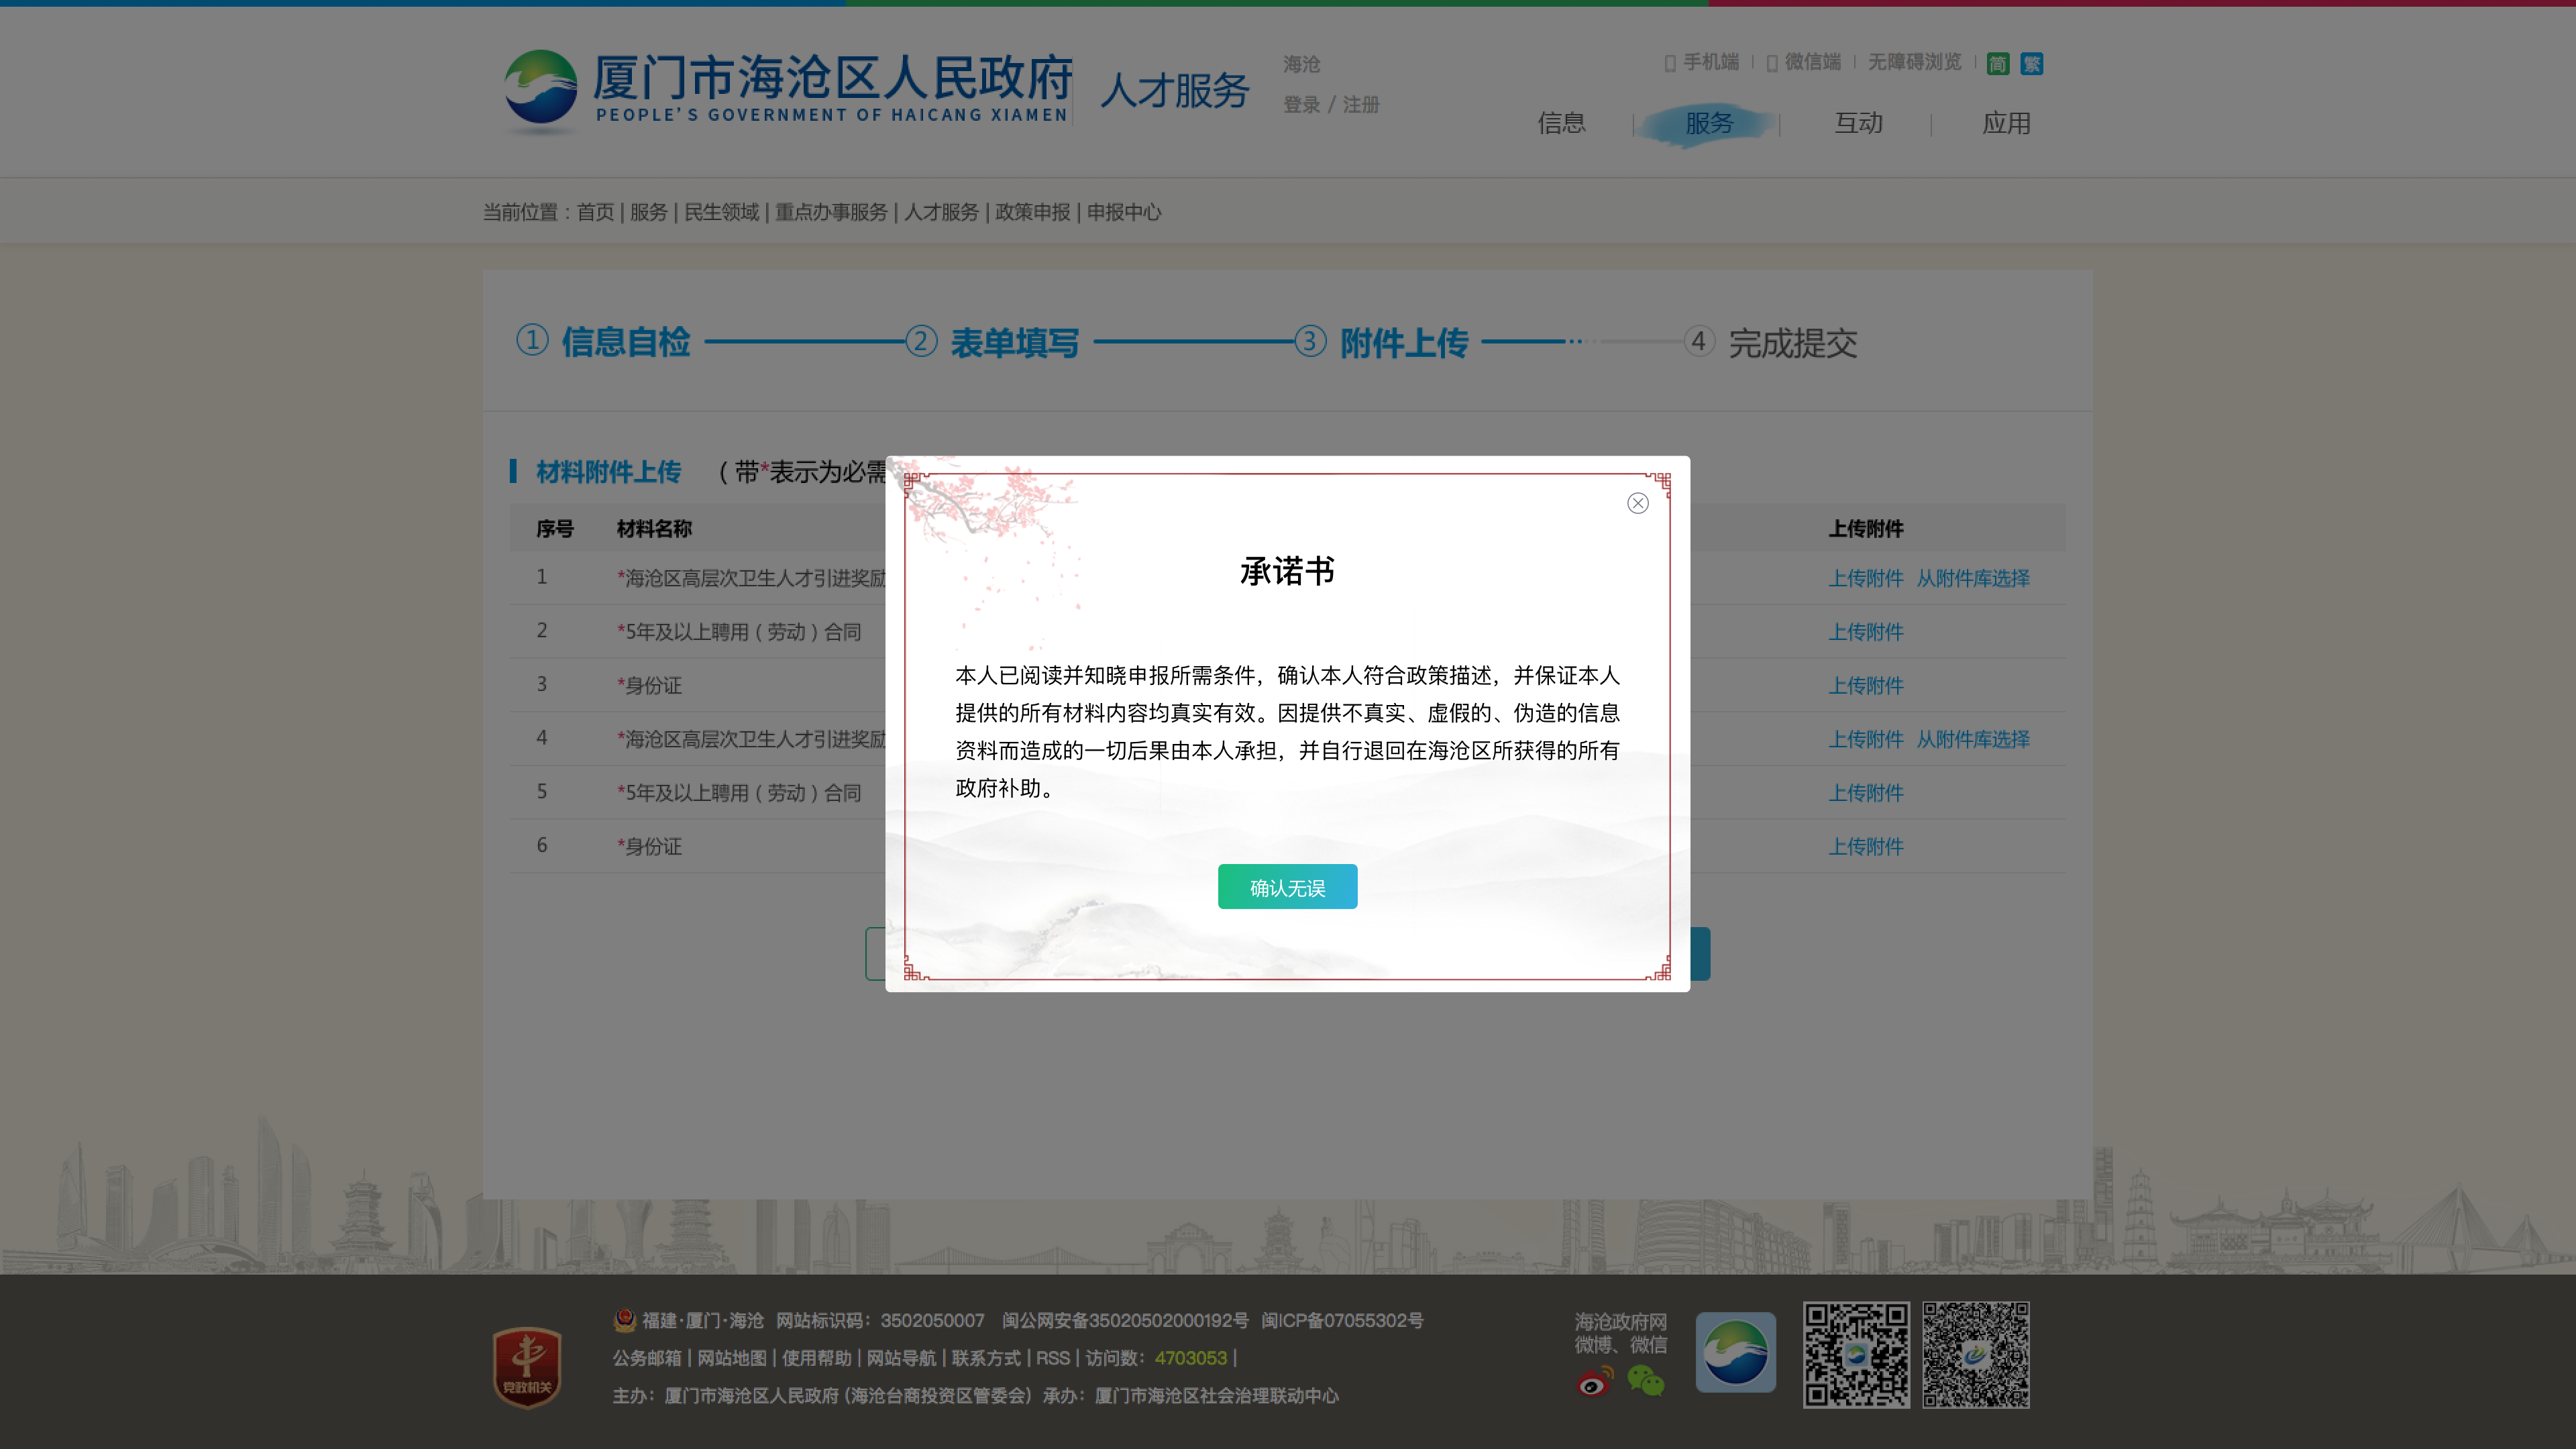 厦门市海沧区人民政府
PEOPLE'S GOVERNMENT OF HAICANG XIAMEN
人才服务
海沧
登录 / 注册
手机端 | 微信端 | 无障碍浏览 | 简 繁
信息 | 服务 | 互动 | 应用
当前位置：首页 | 服务 | 民生领域 | 重点办事服务 | 人才服务 | 政策申报 | 申报中心
① 信息自检 ② 表单填写 ③ 附件上传 ④ 完成提交
材料附件上传 （带*表示为必需
序号 材料名称 上传附件
1 *海沧区高层次卫生人才引进奖励 上传附件 从附件库选择
2 *5年及以上聘用（劳动）合同 上传附件
3 *身份证 上传附件
4 *海沧区高层次卫生人才引进奖励 上传附件 从附件库选择
5 *5年及以上聘用（劳动）合同 上传附件
6 *身份证 上传附件
承诺书
本人已阅读并知晓申报所需条件，确认本人符合政策描述，并保证本人
提供的所有材料内容均真实有效。因提供不真实、虚假的、伪造的信息
资料而造成的一切后果由本人承担，并自行退回在海沧区所获得的所有
政府补助。
确认无误
党政机关
福建·厦门·海沧 网站标识码：3502050007 闽公网安备35020502000192号 闽ICP备07055302号
公务邮箱 | 网站地图 | 使用帮助 | 网站导航 | 联系方式 | RSS | 访问数：4703053 |
主办：厦门市海沧区人民政府 (海沧台商投资区管委会) 承办：厦门市海沧区社会治理联动中心
海沧政府网
微博、微信